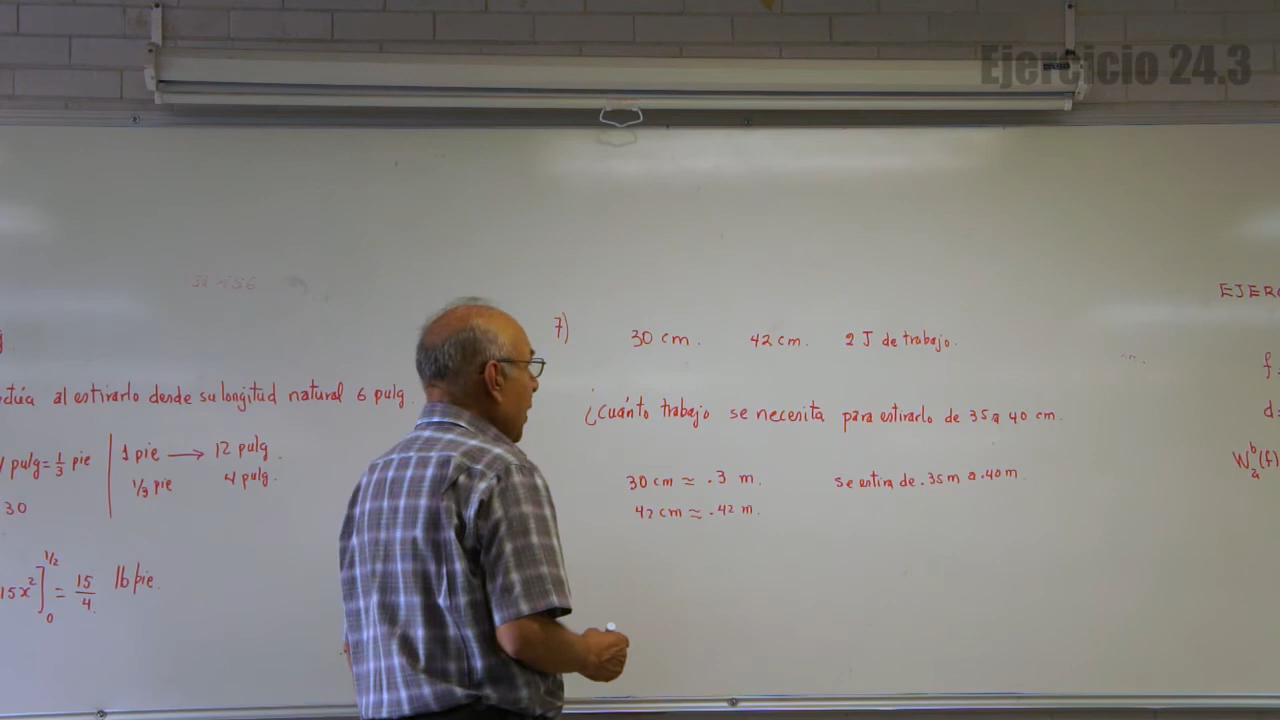 Ejercicio 24.3
al estirarlo desde su longitud natural 6 pulg.
pulg = 1/3 pie
1 pie → 12 pulg.
1/3 pie 4 pulg.
30
15x²]₀^1/2 = 15/4 lb pie.
7) 30 cm. 42 cm. 2 J de trabajo.
¿Cuánto trabajo se necesita para estirarlo de 35 a 40 cm.
30 cm ≈ .3 m. se estira de .35 m a .40 m.
42 cm ≈ .42 m.